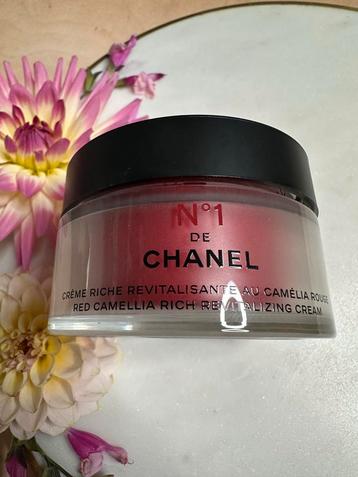 N°1
DE
CHANEL
CRÈME RICHE REVITALISANTE AU CAMÉLIA ROUGE
RED CAMELLIA RICH REVITALIZING CREAM